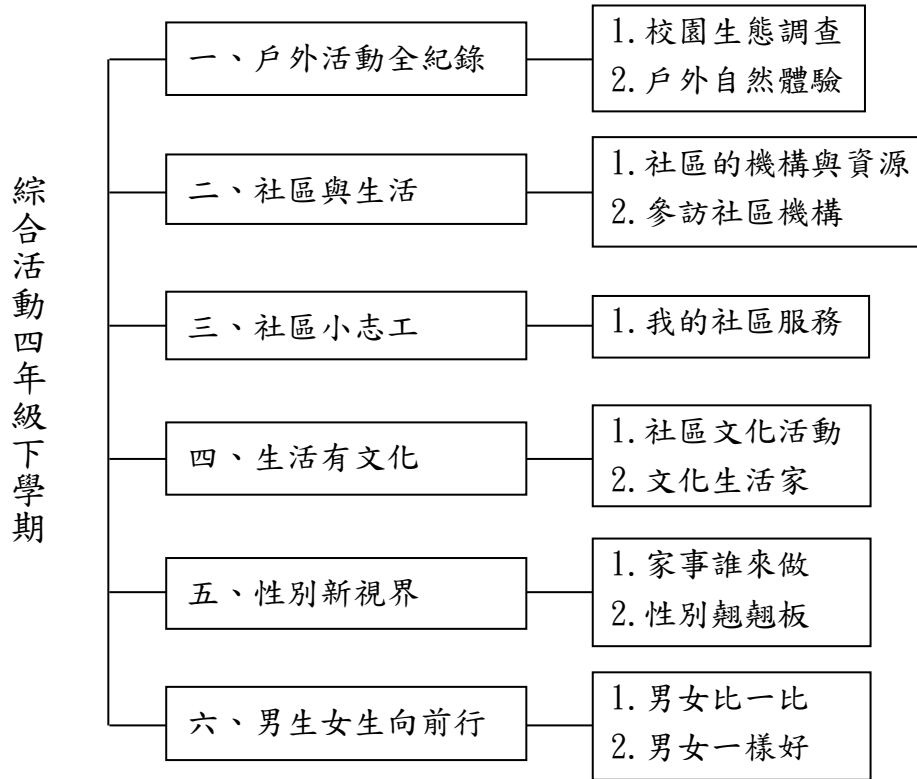 綜合活動四年級下學期
一、戶外活動全紀錄
1.校園生態調查
2.戶外自然體驗
二、社區與生活
1.社區的機構與資源
2.參訪社區機構
三、社區小志工
1.我的社區服務
四、生活有文化
1.社區文化活動
2.文化生活家
五、性別新視界
1.家事誰來做
2.性別翹翹板
六、男生女生向前行
1.男女比一比
2.男女一樣好